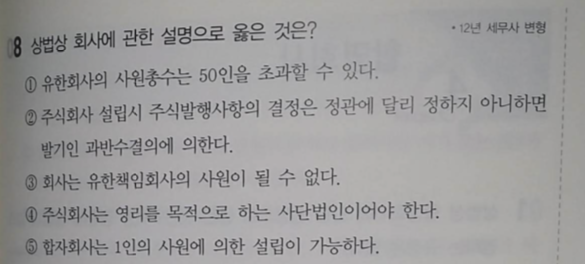 08 상법상 회사에 관한 설명으로 옳은 것은?
• 12년 세무사 변형
① 유한회사의 사원총수는 50인을 초과할 수 있다.
② 주식회사 설립시 주식발행사항의 결정은 정관에 달리 정하지 아니하면
발기인 과반수결의에 의한다.
③ 회사는 유한책임회사의 사원이 될 수 없다.
④ 주식회사는 영리를 목적으로 하는 사단법인이어야 한다.
⑤ 합자회사는 1인의 사원에 의한 설립이 가능하다.